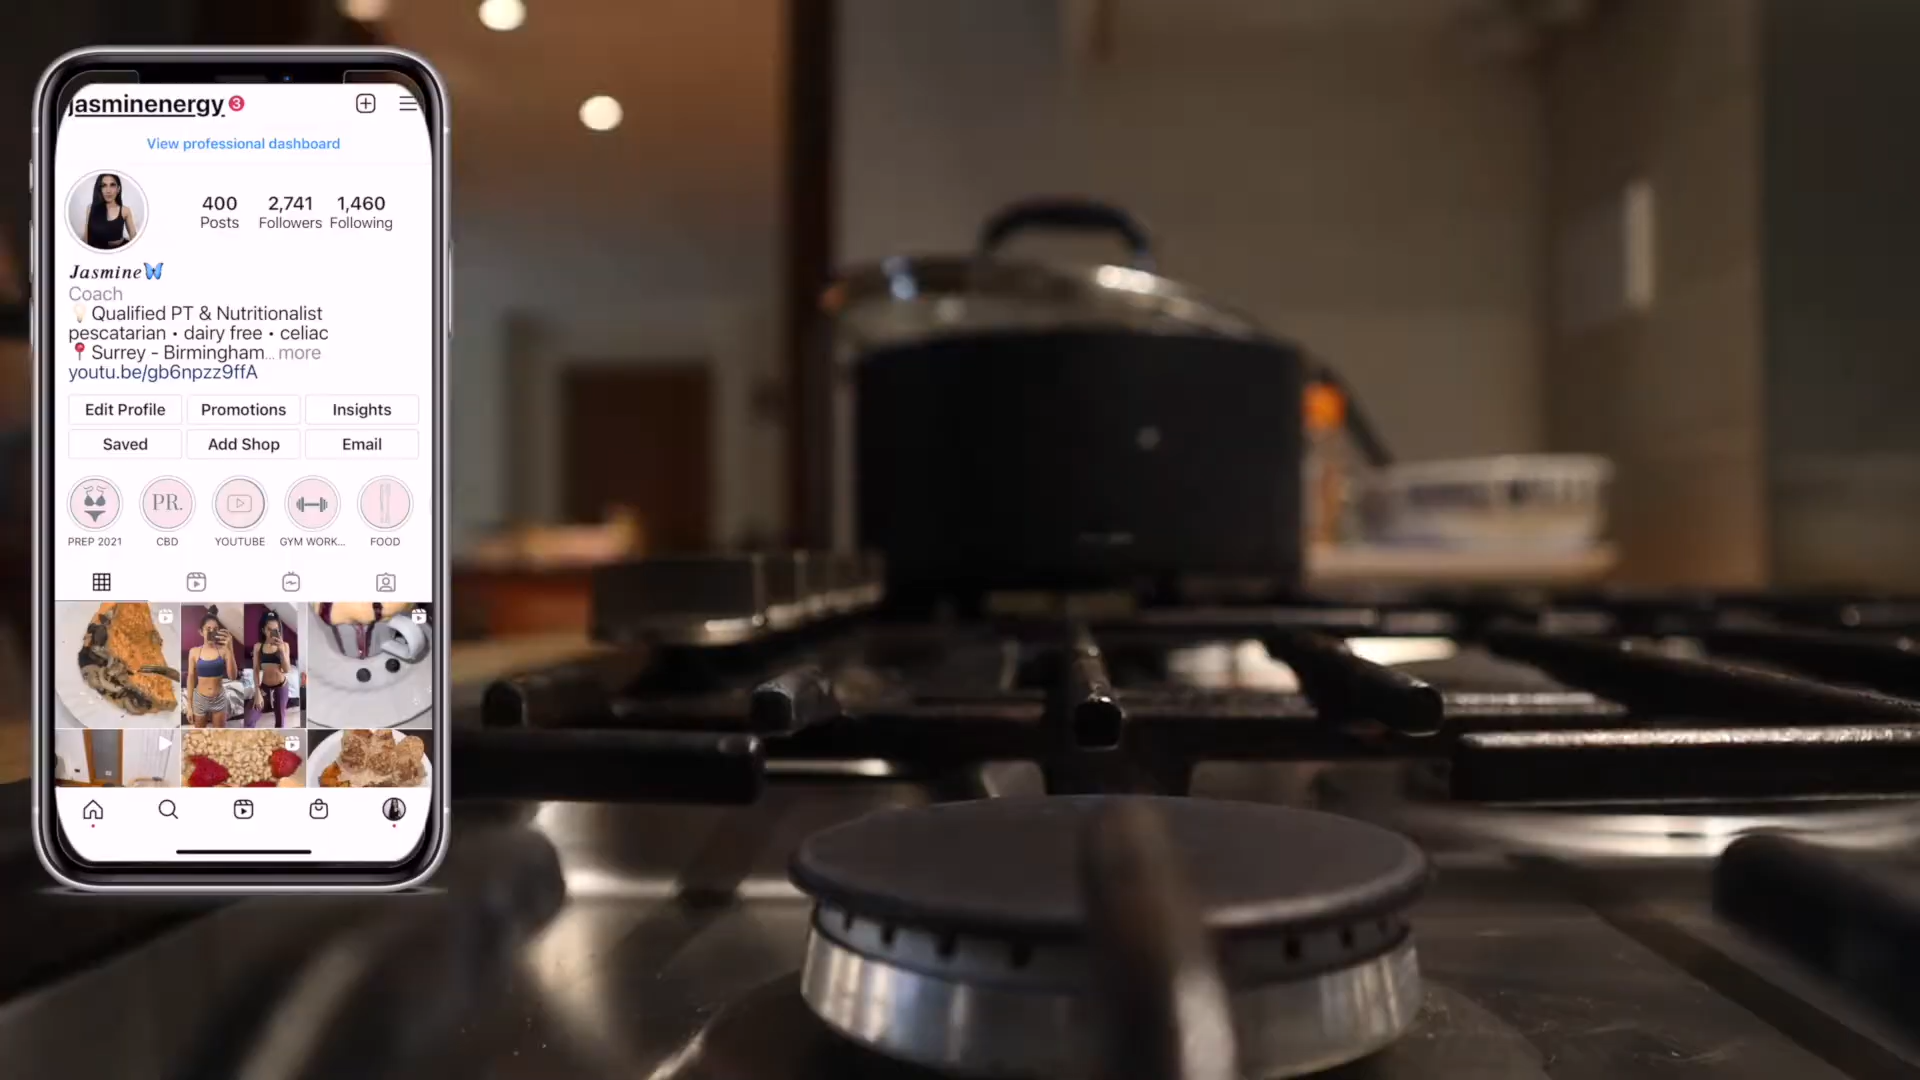 jasminenergy 3
View professional dashboard
400 2,741 1,460
Posts Followers Following
Jasmine🦋
Coach
💡Qualified PT & Nutritionalist
pescatarian • dairy free • celiac
📍Surrey - Birmingham... more
youtu.be/gb6npzz9ffA
Edit Profile Promotions Insights
Saved Add Shop Email
PR.
PREP 2021 CBD YOUTUBE GYM WORK... FOOD